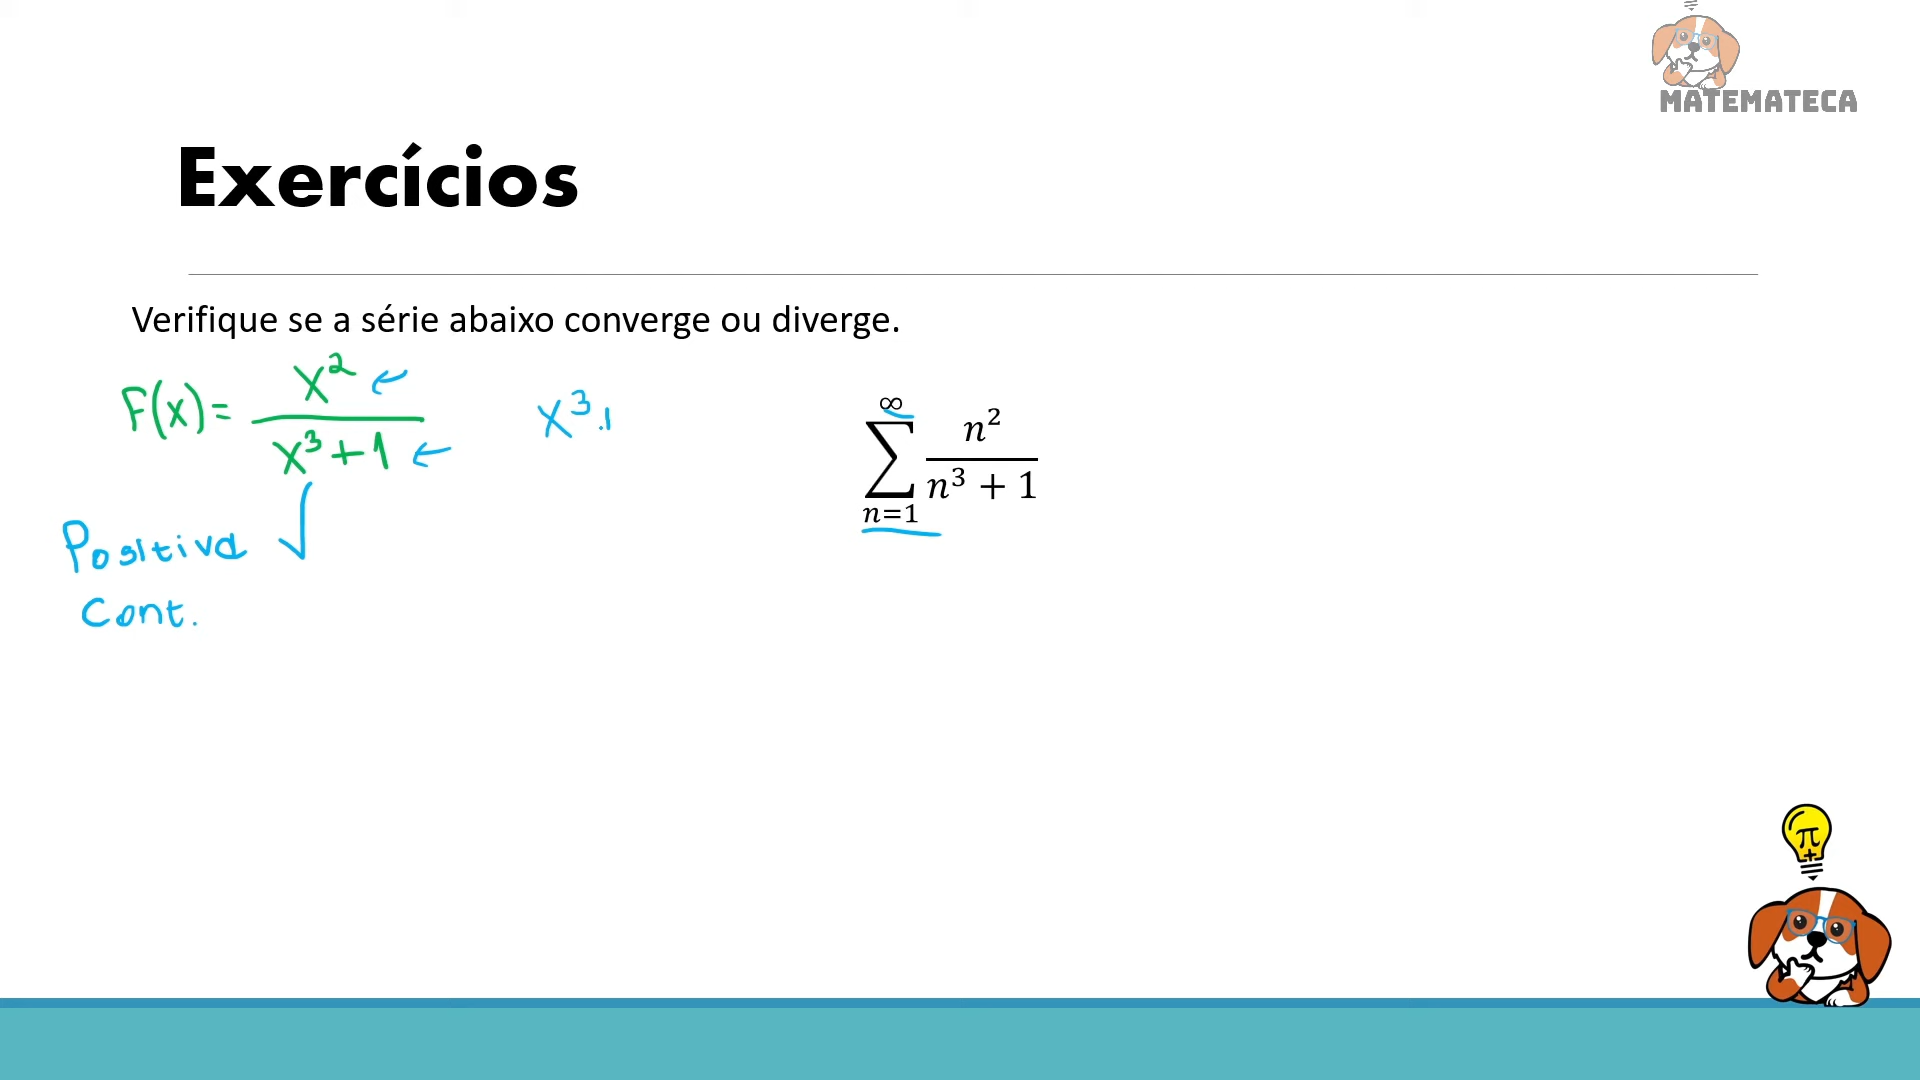 MATEMATECA
Exercícios
Verifique se a série abaixo converge ou diverge.
F(x) = x² / x³ + 1
x³
∞ ∑ n=1 n² / n³ + 1
Positiva √
Cont.
π +